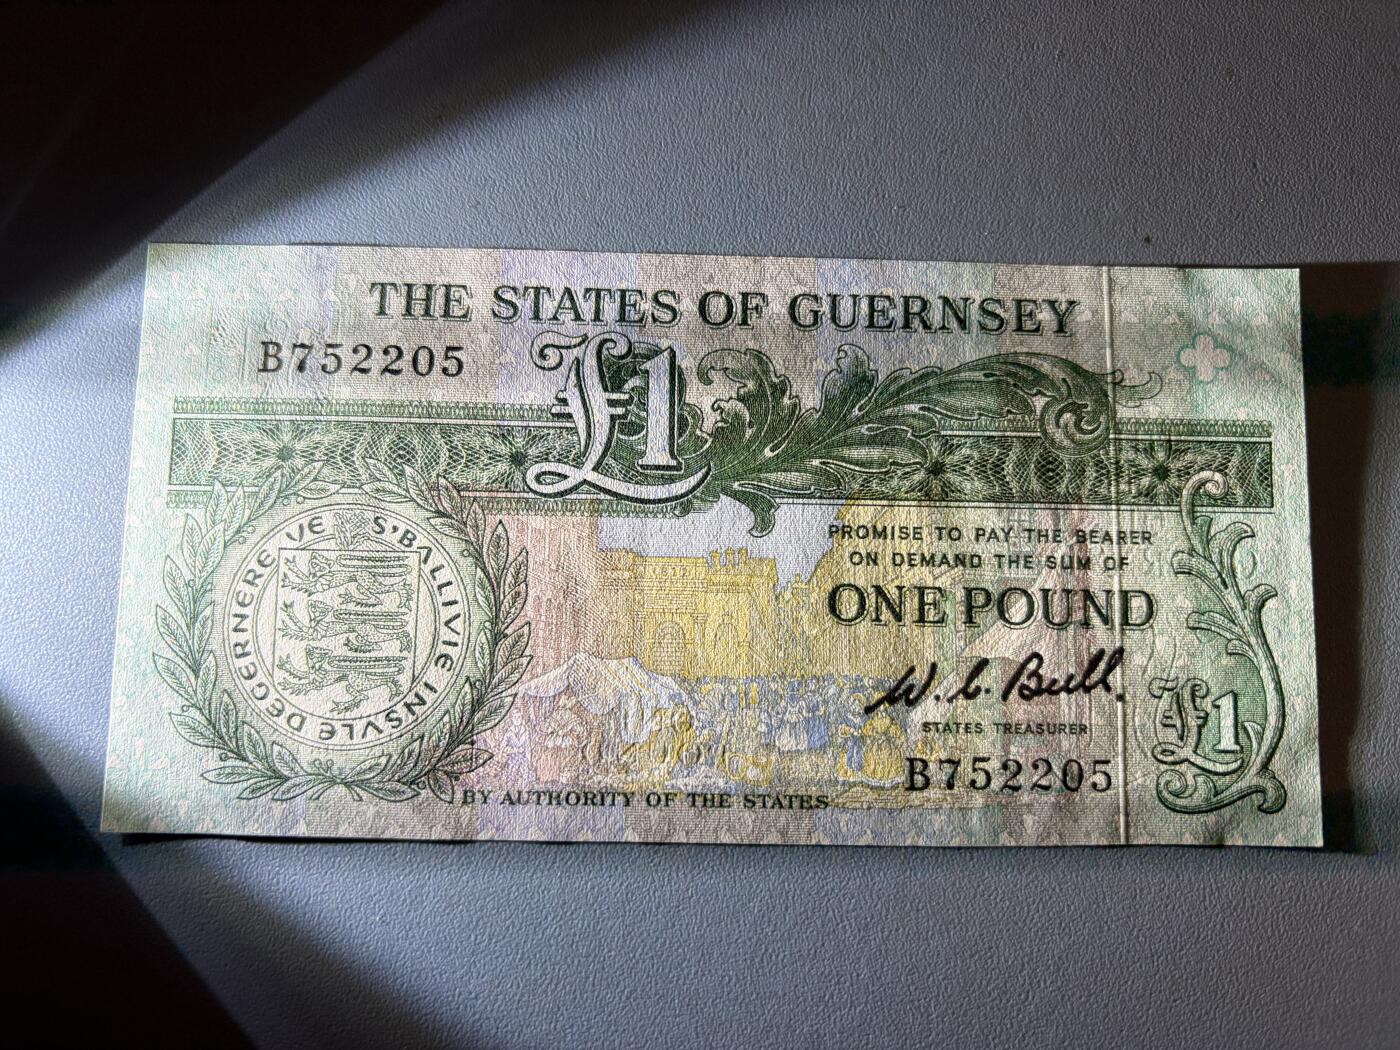 THE STATES OF GUERNSEY
B752205
£1
S'BALLIVIE INSVLE DEGERNERE VE
PROMISE TO PAY THE BEARER
ON DEMAND THE SUM OF
ONE POUND
W. C. Bull.
STATES TREASURER
£1
B752205
BY AUTHORITY OF THE STATES